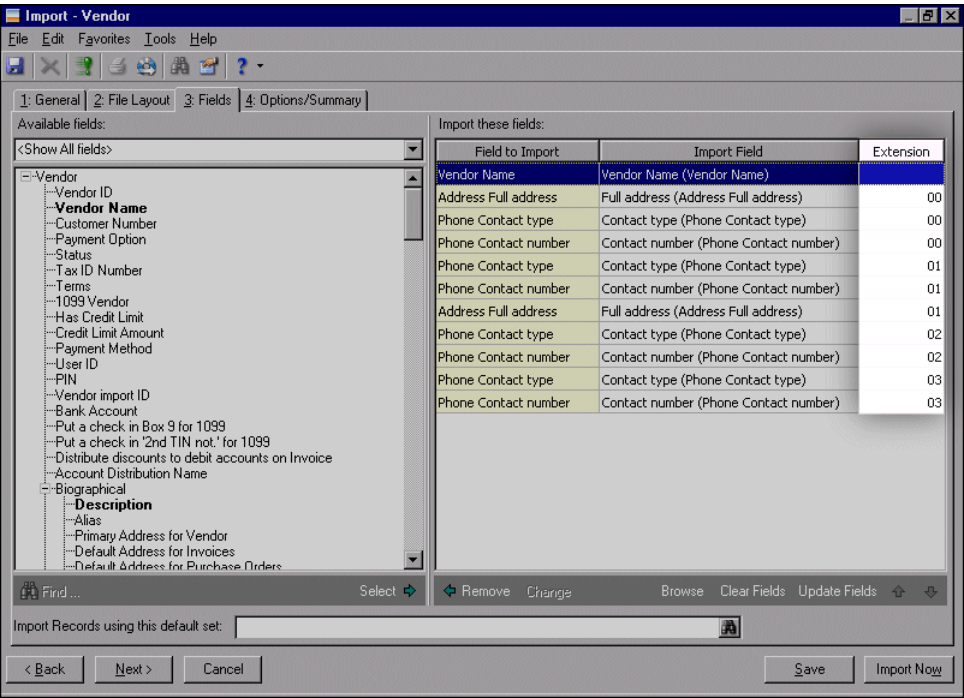 Import - Vendor
File Edit Favorites Tools Help
1: General 2: File Layout 3: Fields 4: Options/Summary
Available fields:
<Show All fields>
Vendor
Vendor ID
Vendor Name
Customer Number
Payment Option
Status
Tax ID Number
Terms
1099 Vendor
Has Credit Limit
Credit Limit Amount
Payment Method
User ID
PIN
Vendor import ID
Bank Account
Put a check in Box 9 for 1099
Put a check in '2nd TIN not.' for 1099
Distribute discounts to debit accounts on Invoice
Account Distribution Name
Biographical
Description
Alias
Primary Address for Vendor
Default Address for Invoices
Default Address for Purchase Orders
Find ... Select
Import these fields:
Field to Import Import Field Extension
Vendor Name Vendor Name (Vendor Name)
Address Full address Full address (Address Full address) 00
Phone Contact type Contact type (Phone Contact type) 00
Phone Contact number Contact number (Phone Contact number) 00
Phone Contact type Contact type (Phone Contact type) 01
Phone Contact number Contact number (Phone Contact number) 01
Address Full address Full address (Address Full address) 01
Phone Contact type Contact type (Phone Contact type) 02
Phone Contact number Contact number (Phone Contact number) 02
Phone Contact type Contact type (Phone Contact type) 03
Phone Contact number Contact number (Phone Contact number) 03
Remove Change Browse Clear Fields Update Fields
Import Records using this default set:
< Back Next > Cancel Save Import Now